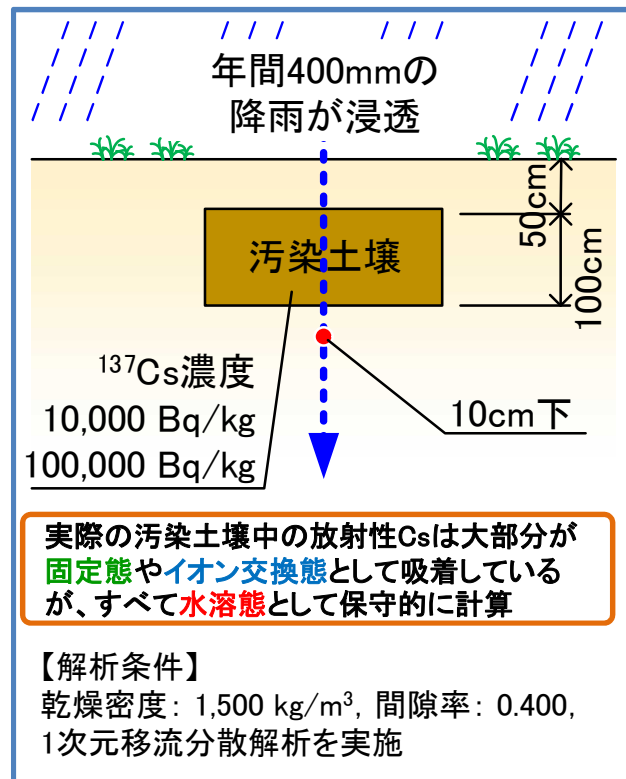 年間400mmの
降雨が浸透
50cm
汚染土壌
100cm
¹³⁷Cs濃度
10,000 Bq/kg
100,000 Bq/kg
10cm下
実際の汚染土壌中の放射性Csは大部分が
固定態やイオン交換態として吸着している
が、すべて水溶態として保守的に計算
【解析条件】
乾燥密度: 1,500 kg/m³, 間隙率: 0.400,
1次元移流分散解析を実施